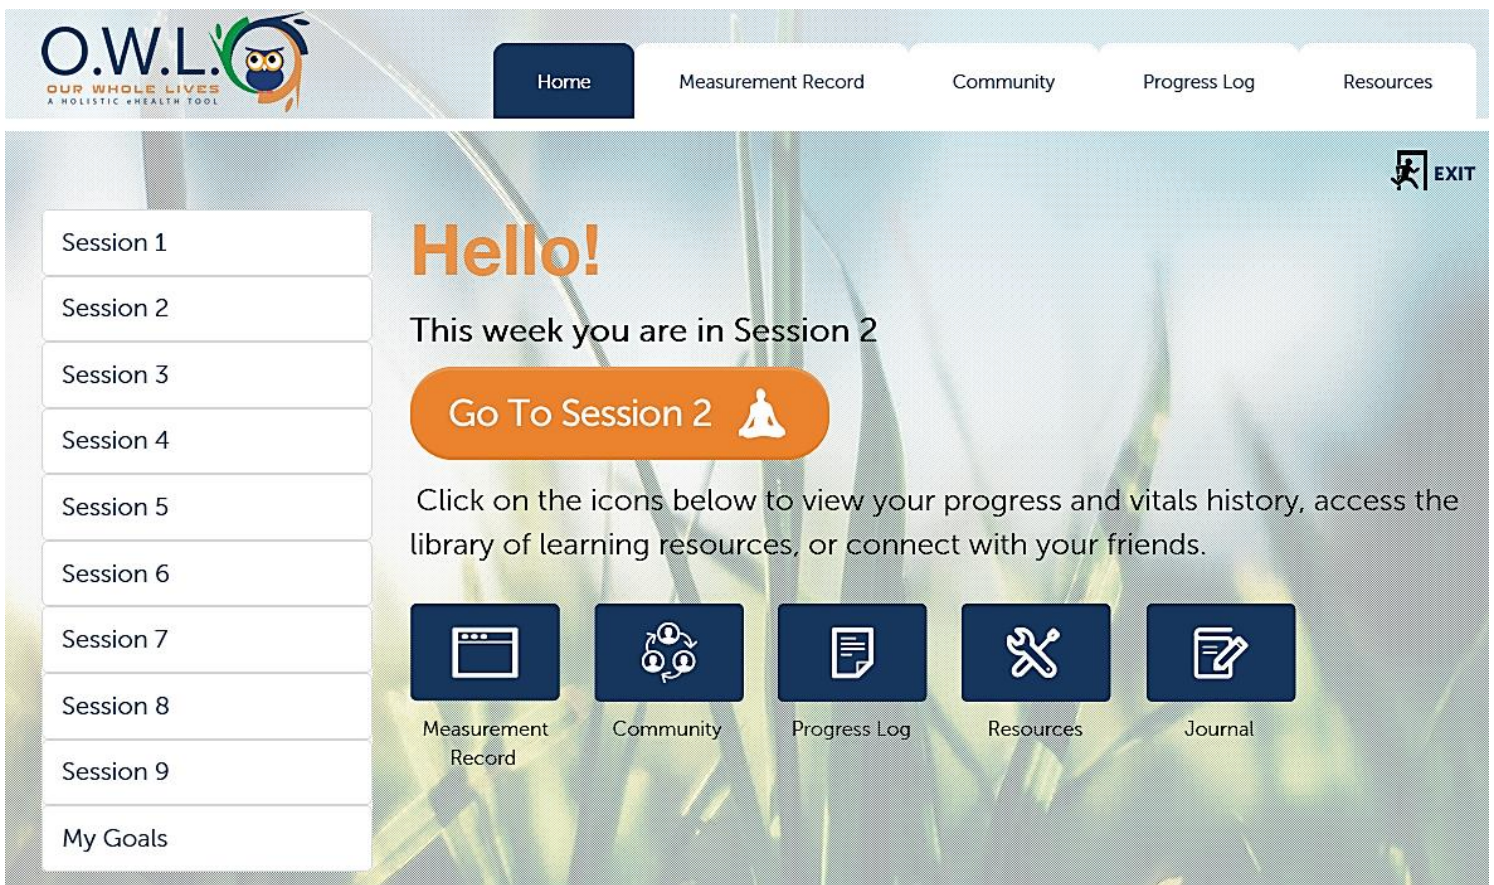 O.W.L.
OUR WHOLE LIVES
A HOLISTIC eHEALTH TOOL
Home
Measurement Record
Community
Progress Log
Resources
EXIT
Session 1
Session 2
Session 3
Session 4
Session 5
Session 6
Session 7
Session 8
Session 9
My Goals
Hello!
This week you are in Session 2
Go To Session 2
Click on the icons below to view your progress and vitals history, access the
library of learning resources, or connect with your friends.
Measurement
Record
Community
Progress Log
Resources
Journal